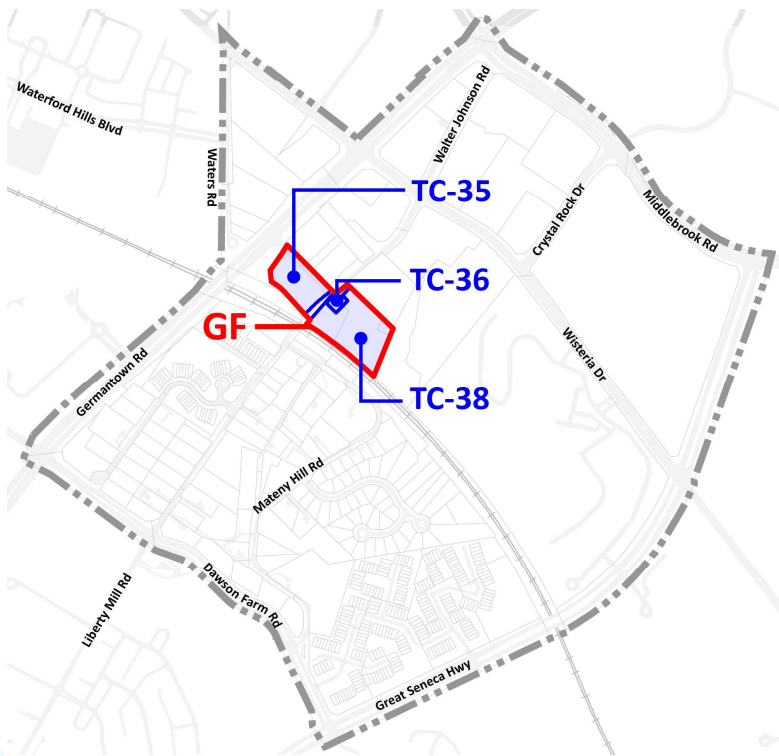 Waterford Hills Blvd
Waters Rd
Walter Johnson Rd
TC-35
Crystal Rock Dr
Middlebrook Rd
TC-36
GF
Germantown Rd
Wisteria Dr
TC-38
Mateny Hill Rd
Liberty Mill Rd
Dawson Farm Rd
Great Seneca Hwy